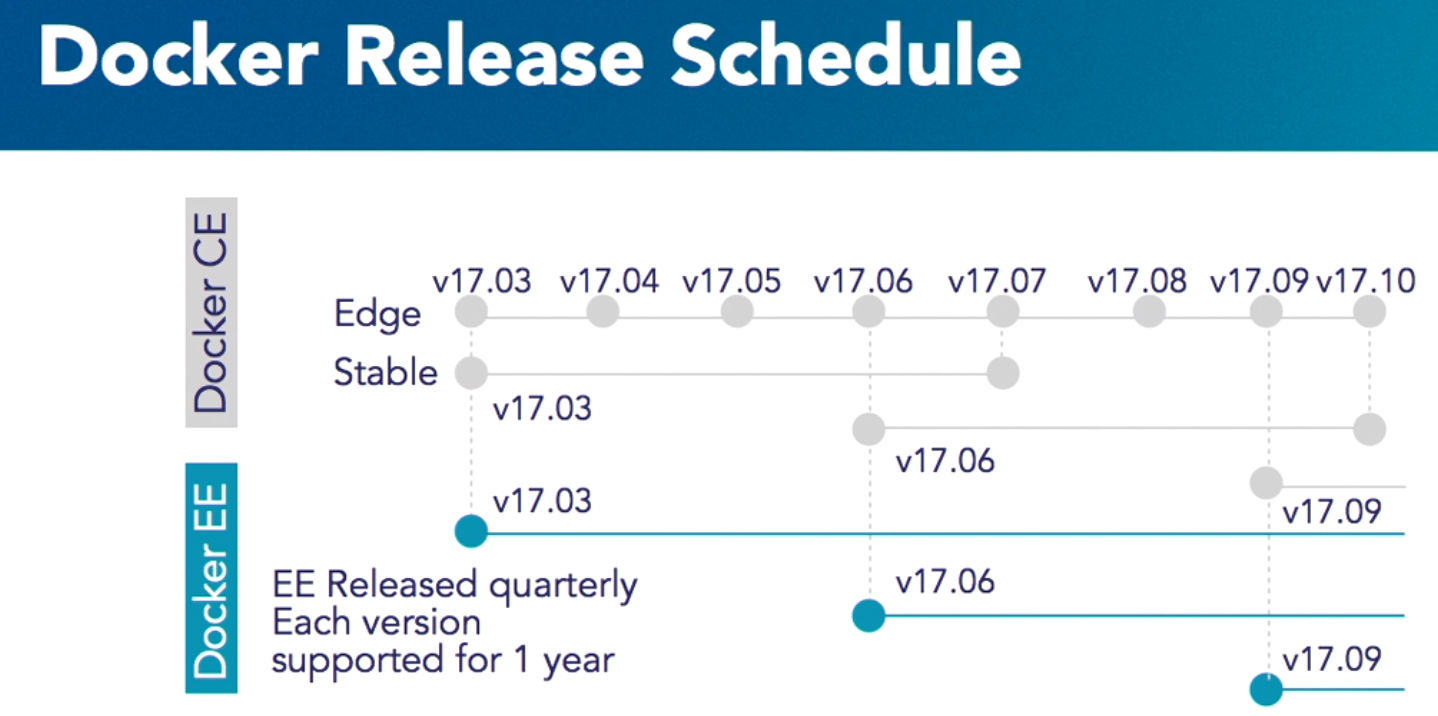 Docker Release Schedule
Docker CE
v17.03 v17.04 v17.05 v17.06 v17.07 v17.08 v17.09 v17.10
Edge
Stable
v17.03
v17.06
v17.09
Docker EE
v17.03
v17.06
v17.09
EE Released quarterly
Each version
supported for 1 year